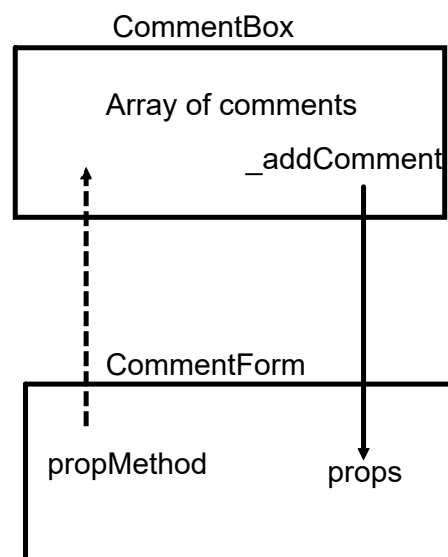 CommentBox
Array of comments
_addComment
CommentForm
propMethod
props